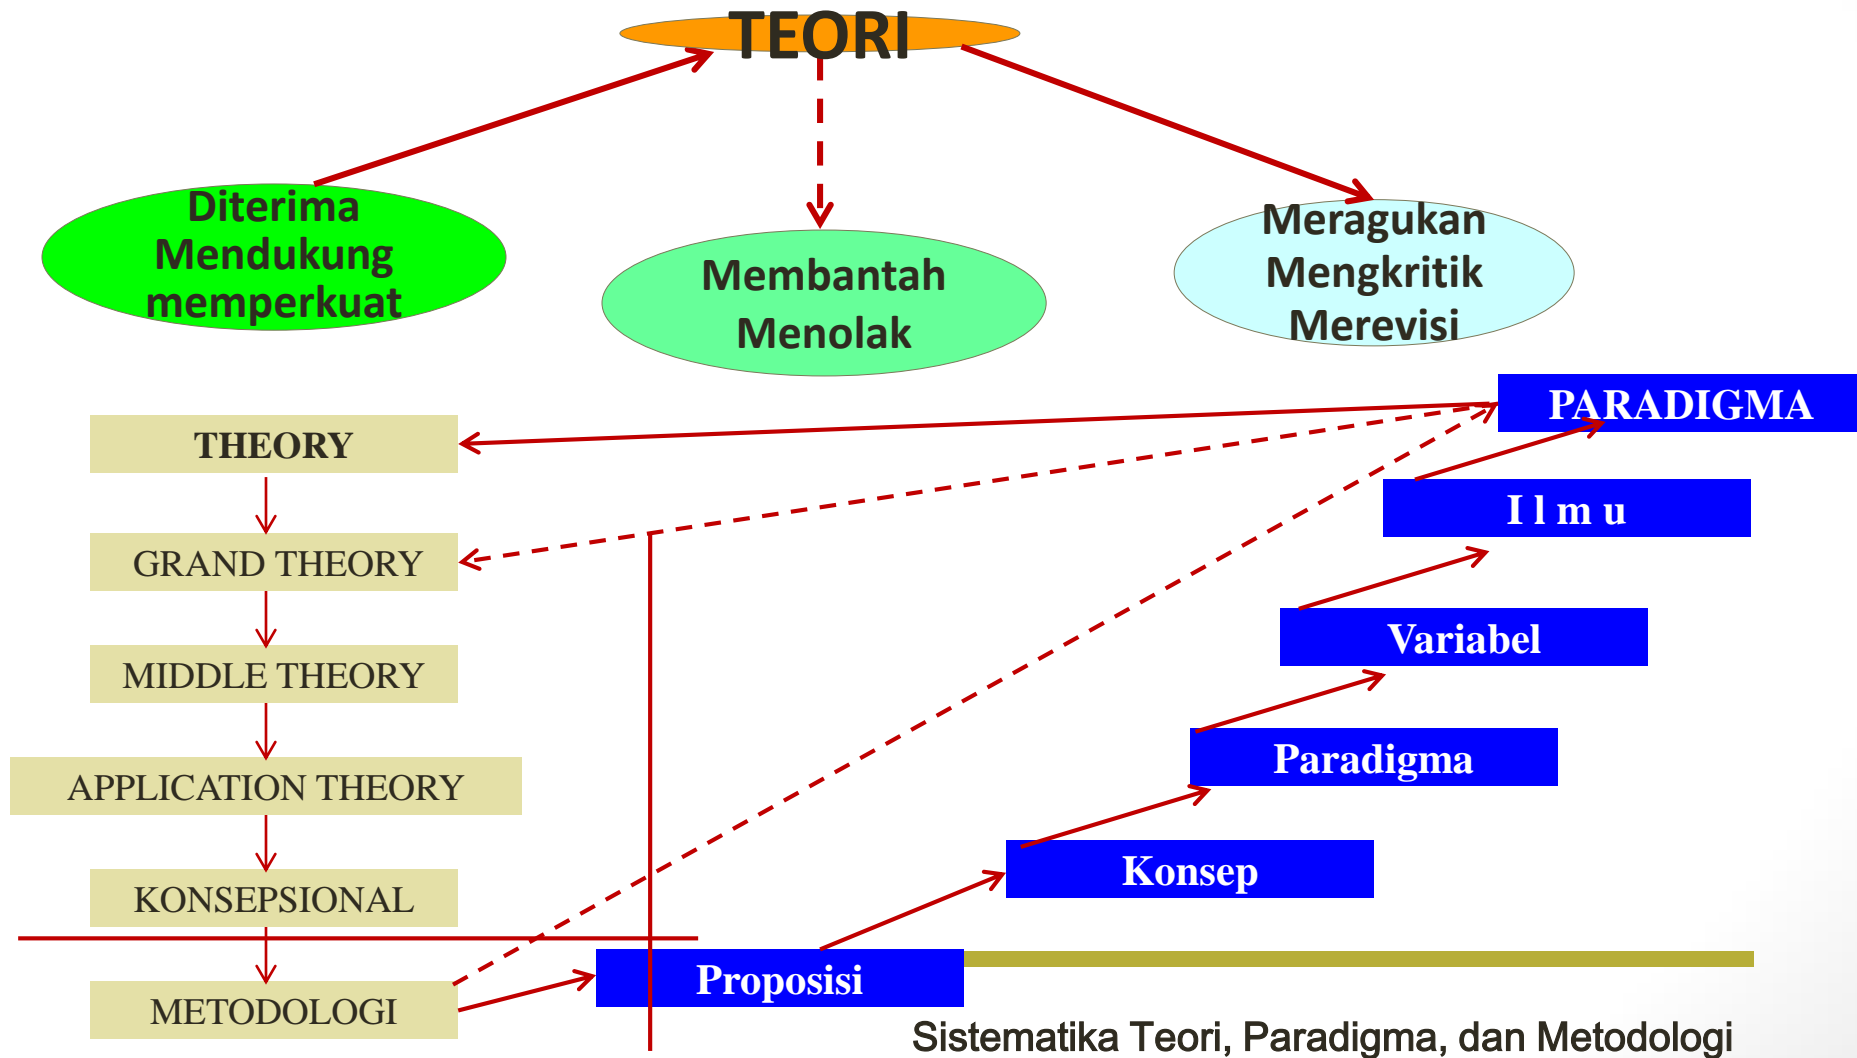 TEORI
Diterima
Mendukung
memperkuat
Membantah
Menolak
Meragukan
Mengkritik
Merevisi
PARADIGMA
THEORY
I l m u
GRAND THEORY
Variabel
MIDDLE THEORY
Paradigma
APPLICATION THEORY
Konsep
KONSEPSIONAL
Proposisi
METODOLOGI
Sistematika Teori, Paradigma, dan Metodologi